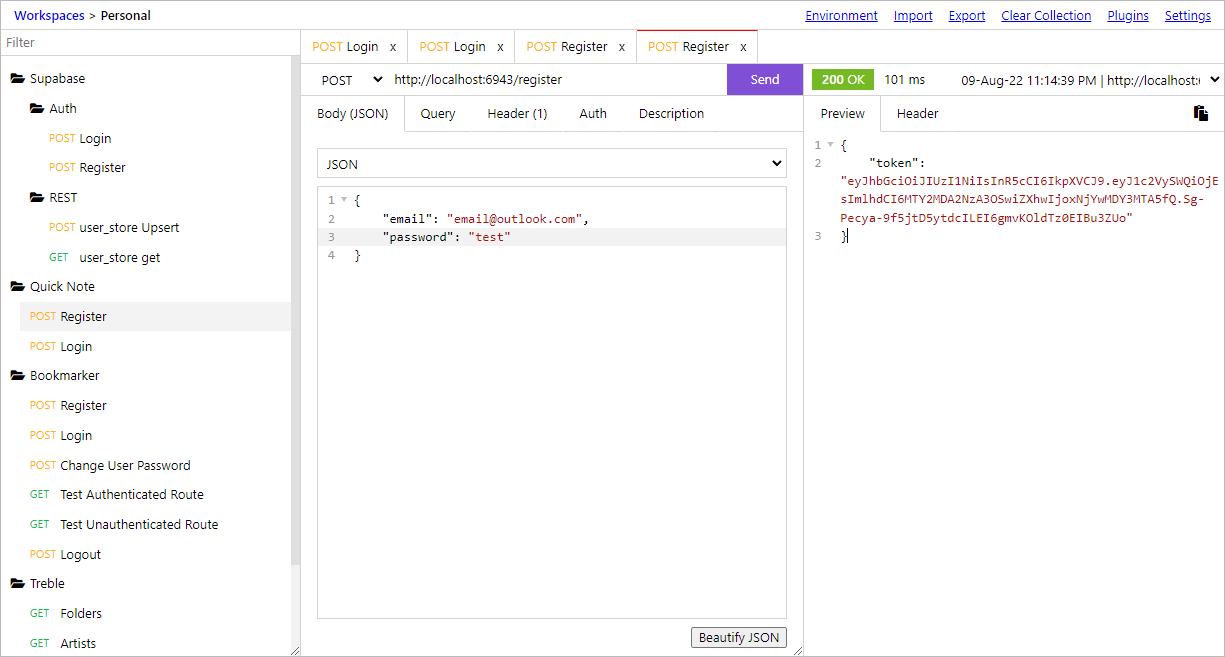 Workspaces > Personal
Environment Import Export Clear Collection Plugins Settings
Filter
Supabase
Auth
POST Login
POST Register
REST
POST user_store Upsert
GET user_store get
Quick Note
POST Register
POST Login
Bookmarker
POST Register
POST Login
POST Change User Password
GET Test Authenticated Route
GET Test Unauthenticated Route
POST Logout
Treble
GET Folders
GET Artists
POST Login x POST Login x POST Register x POST Register x
POST http://localhost:6943/register Send
Body (JSON) Query Header (1) Auth Description
JSON
1 {
2 "email": "email@outlook.com",
3 "password": "test"
4 }
Beautify JSON
200 OK 101 ms 09-Aug-22 11:14:39 PM | http://localhost:
Preview Header
1 {
2 "token":
"eyJhbGciOiJIUzI1NiIsInR5cCI6IkpXVCJ9.eyJ1c2VySWQiOjE
sImlhdCI6MTY2MDA2NzA3OSwiZXhwIjoxNjYwMDY3MTA5fQ.Sg-
Pecya-9f5jtD5ytdcILEI6gmvKOldTz0EIBu3ZUo"
3 }